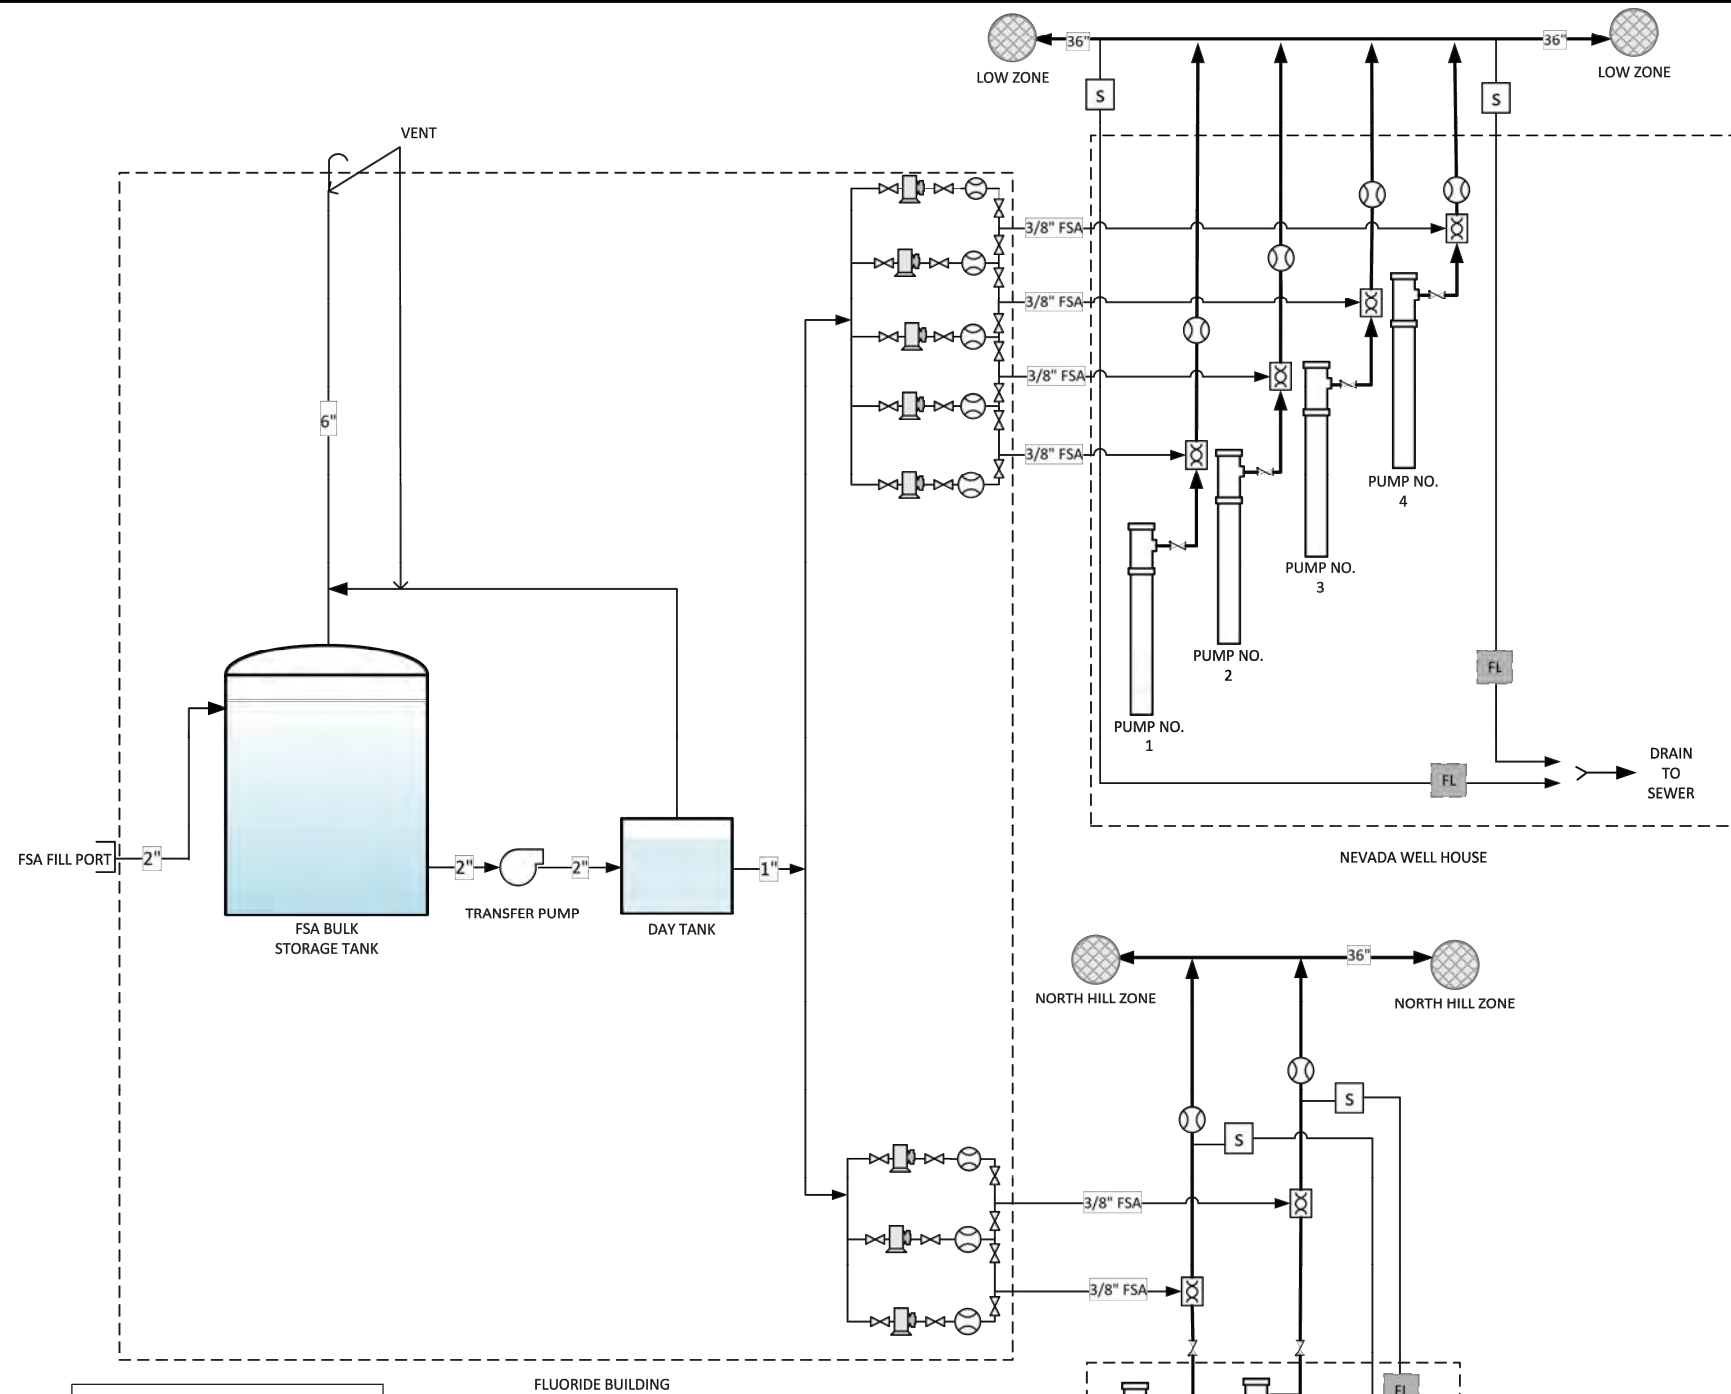 36"
36"
LOW ZONE
LOW ZONE
S
S
VENT
3/8" FSA
3/8" FSA
3/8" FSA
3/8" FSA
6"
PUMP NO.
4
PUMP NO.
3
PUMP NO.
2
PUMP NO.
1
FL
FL
DRAIN
TO
SEWER
NEVADA WELL HOUSE
FSA FILL PORT
2"
2"
2"
1"
TRANSFER PUMP
FSA BULK
STORAGE TANK
DAY TANK
36"
NORTH HILL ZONE
NORTH HILL ZONE
S
S
3/8" FSA
3/8" FSA
FL
FLUORIDE BUILDING